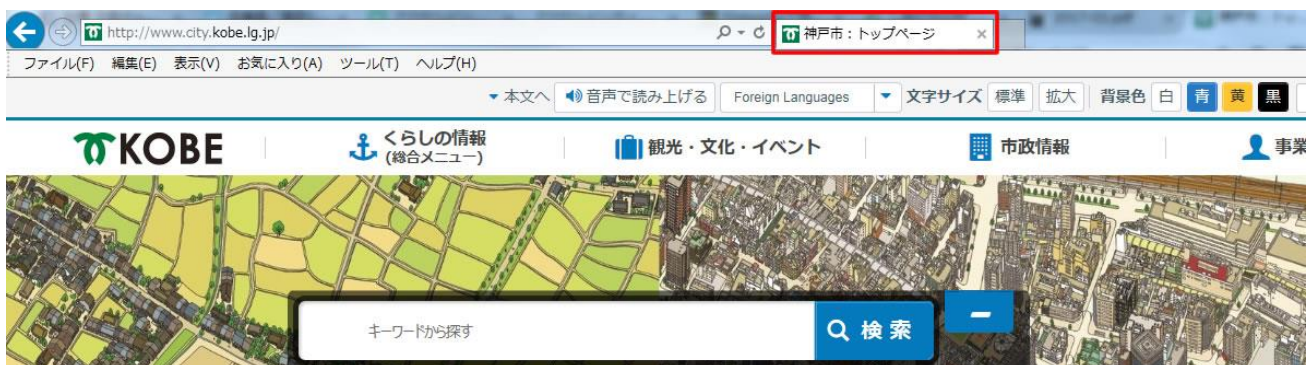 http://www.city.kobe.lg.jp/
神戸市：トップページ
ファイル(F) 編集(E) 表示(V) お気に入り(A) ツール(T) ヘルプ(H)
本文へ 音声で読み上げる Foreign Languages 文字サイズ 標準 拡大 背景色 白 青 黄 黒
KOBE
くらしの情報
(総合メニュー)
観光・文化・イベント
市政情報
事業
キーワードから探す
検索